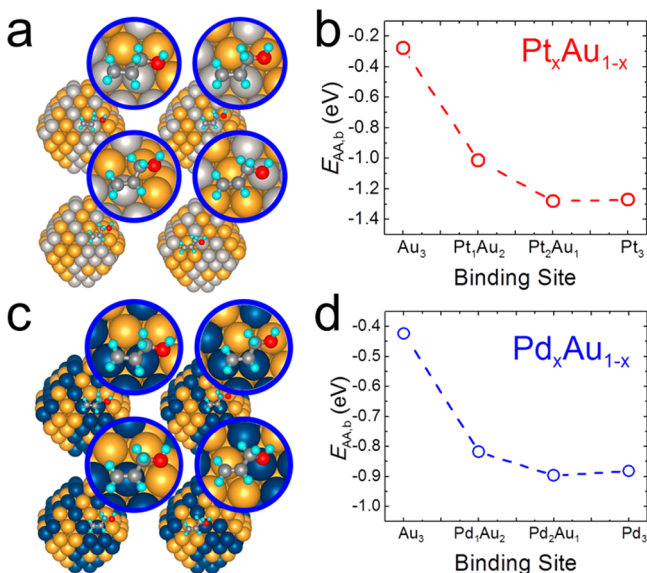 a
b
PtₓAu₁₋ₓ
E_AA,b (eV)
-0.2
-0.4
-0.6
-0.8
-1.0
-1.2
-1.4
Au₃
Pt₁Au₂
Pt₂Au₁
Pt₃
Binding Site
c
d
PdₓAu₁₋ₓ
E_AA,b (eV)
-0.4
-0.5
-0.6
-0.7
-0.8
-0.9
-1.0
Au₃
Pd₁Au₂
Pd₂Au₁
Pd₃
Binding Site